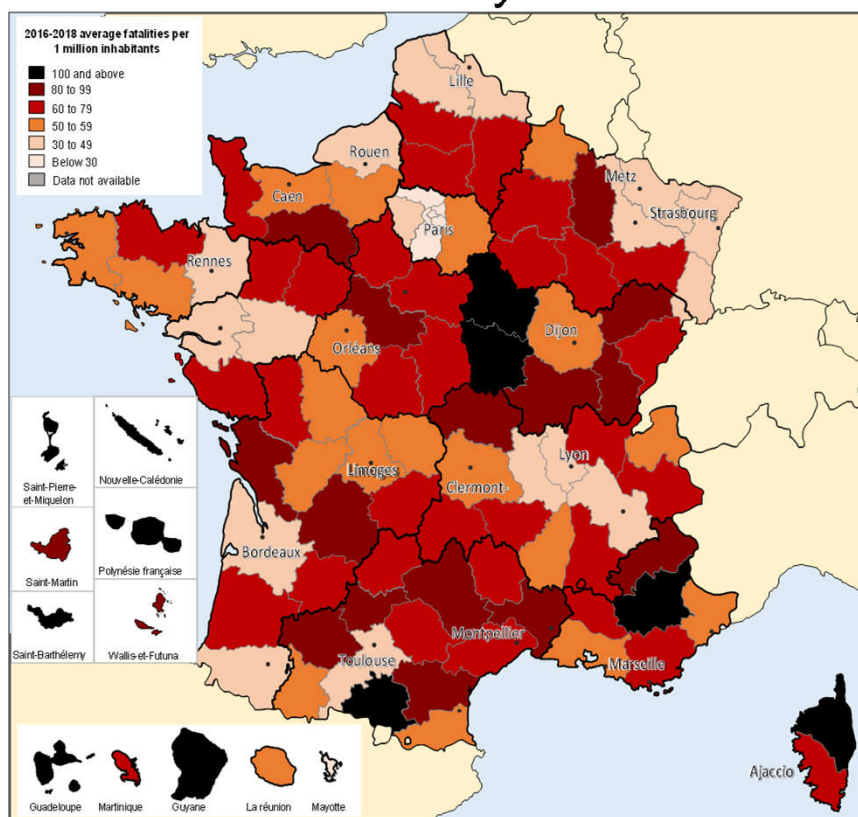 2016-2018 average fatalities per
1 million inhabitants
100 and above
80 to 99
60 to 79
50 to 59
30 to 49
Below 30
Data not available
Lille
Rouen
Caen
Metz
Paris
Strasbourg
Rennes
Orléans
Dijon
Limoges
Clermont-
Lyon
Bordeaux
Montpellier
Toulouse
Marseille
Ajaccio
Saint-Pierre-
et-Miquelon
Nouvelle-Calédonie
Saint-Martin
Polynésie française
Saint-Barthélemy
Wallis-et-Futuna
Guadeloupe
Martinique
Guyane
La réunion
Mayotte